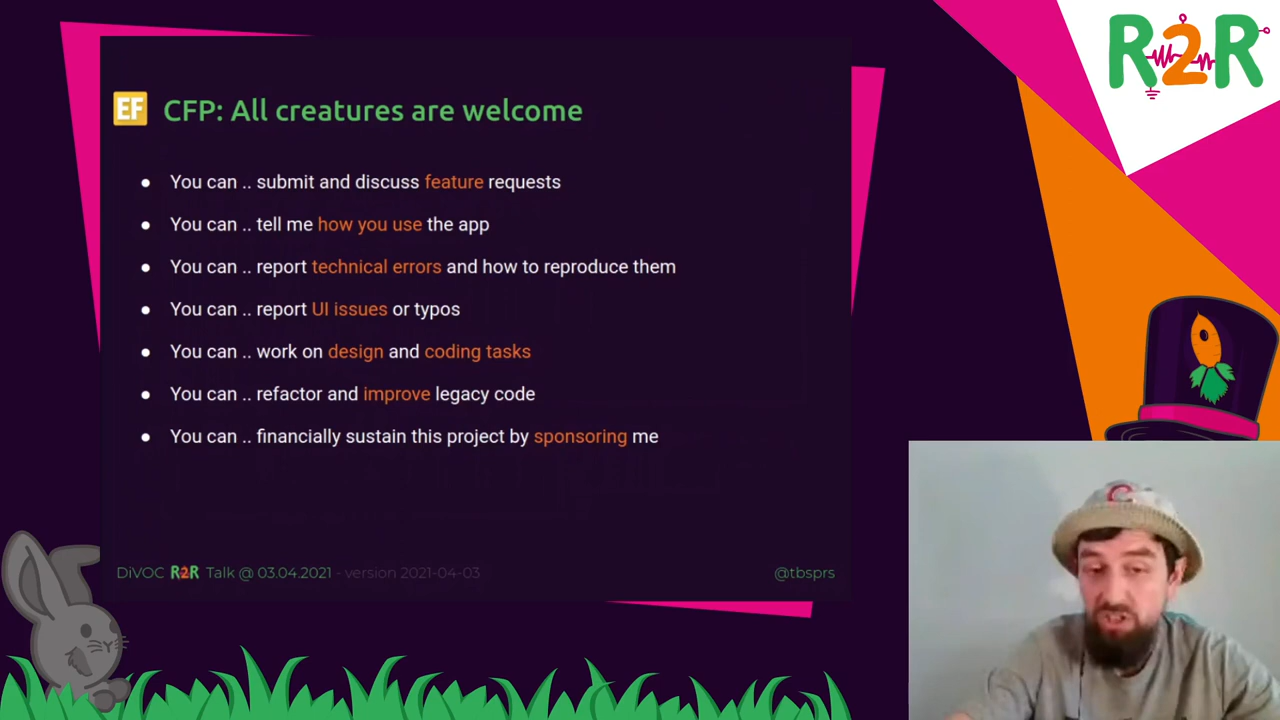 R2R
EF CFP: All creatures are welcome
● You can .. submit and discuss feature requests
● You can .. tell me how you use the app
● You can .. report technical errors and how to reproduce them
● You can .. report UI issues or typos
● You can .. work on design and coding tasks
● You can .. refactor and improve legacy code
● You can .. financially sustain this project by sponsoring me
DiVOC R2R Talk @ 03.04.2021 - version 2021-04-03
@tbsprs